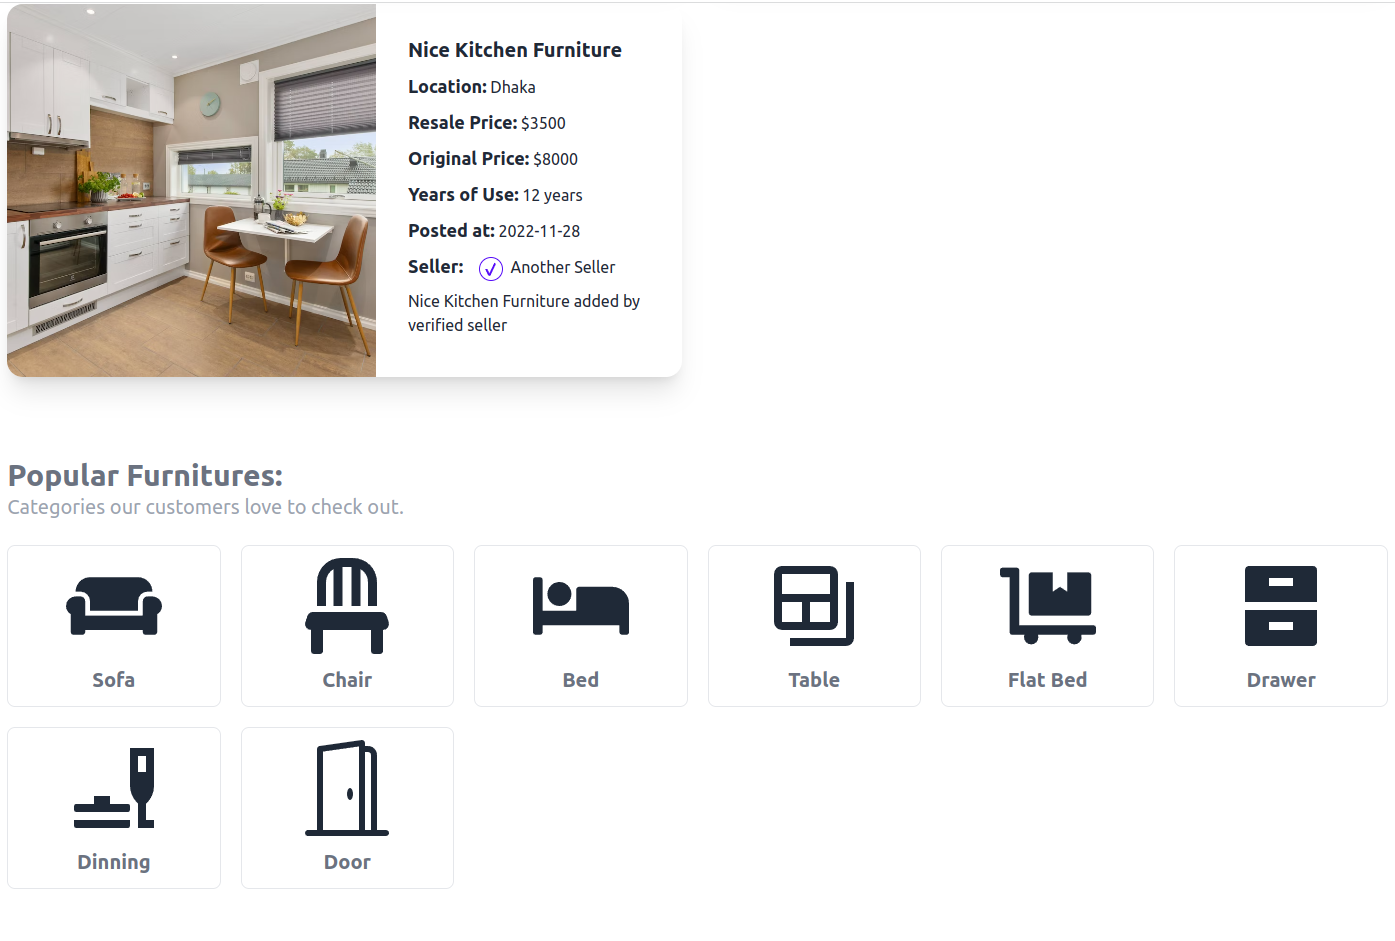 Nice Kitchen Furniture
Location: Dhaka
Resale Price: $3500
Original Price: $8000
Years of Use: 12 years
Posted at: 2022-11-28
Seller: Another Seller
Nice Kitchen Furniture added by
verified seller
Popular Furnitures:
Categories our customers love to check out.
Sofa
Chair
Bed
Table
Flat Bed
Drawer
Dinning
Door